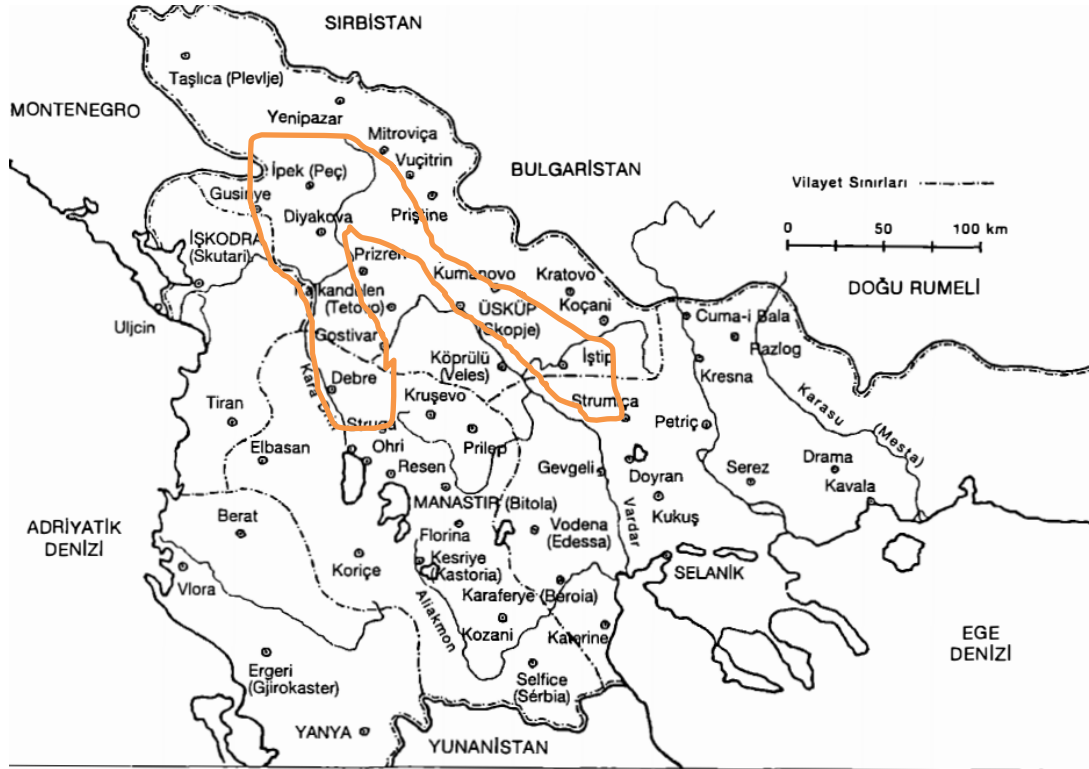 SIRBİSTAN
Taşlıca (Plevlje)
MONTENEGRO
Yenipazar
Mitroviça
Vuçitrin
BULGARİSTAN
İpek (Peç)
Vilayet Sınırları
Gusinye
Priştine
Diyakova
İŞKODRA
(Skutari)
0 50 100 km
Prizren
Kumanovo
Kratovo
DOĞU RUMELİ
Kalkandelen
(Tetovo)
ÜSKÜP
(Skopje)
Koçani
Uljcin
Cuma-i Bala
Razlog
Gostivar
Köprülü
(Veles)
İştip
Kresna
Debre
Kara
Kruşevo
Strumiça
Karasu
(Mesta)
Tiran
Struga
Petriç
Prilep
Ohri
Elbasan
Resen
Gevgeli
Doyran
Serez
Drama
Kavala
MANASTIR (Bitola)
Vardar
Kukuş
ADRİYATİK
DENİZİ
Berat
Florina
Vodena
(Edessa)
Koriçe
Kesriye
(Kastoria)
SELANİK
Vlora
Karaferye (Beroia)
Aliakmon
Kozani
Katerine
EGE
DENİZİ
Ergeri
(Gjirokaster)
Selfice
(Sérbia)
YANYA
YUNANİSTAN